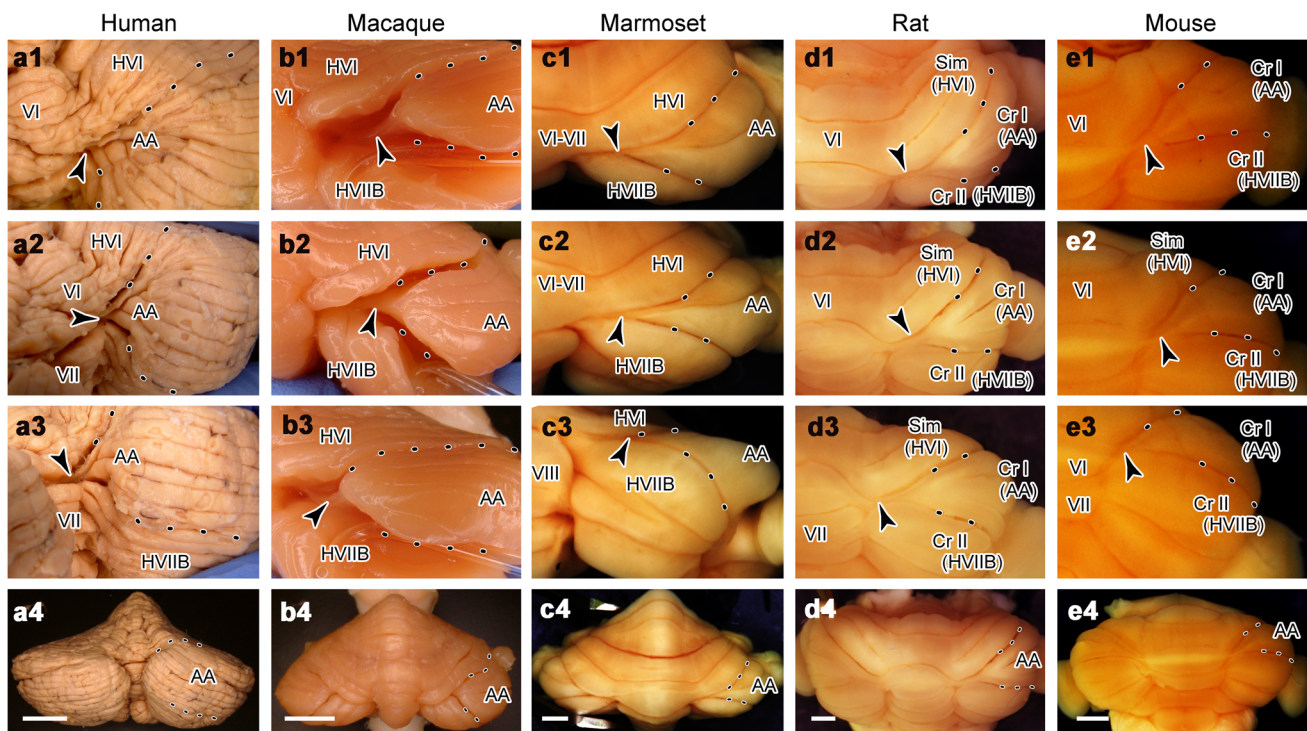 Human Macaque Marmoset Rat Mouse
a1 HVI VI AA
b1 HVI VI AA HVIIB
c1 HVI VI-VII AA HVIIB
d1 Sim
(HVI)
VI
Cr I
(AA)
Cr II (HVIIB)
e1
Cr I
(AA)
VI
Cr II
(HVIIB)
a2
HVI
VI
AA
VII
b2
HVI
AA
HVIIB
c2
HVI
VI-VII
AA
HVIIB
d2
Sim
(HVI)
VI
Cr I
(AA)
Cr II (HVIIB)
e2
Sim
(HVI)
VI
Cr I
(AA)
Cr II
(HVIIB)
a3
AA
VII
HVIIB
b3
HVI
AA
HVIIB
c3
HVI
AA
VIII
HVIIB
d3
Sim
(HVI)
Cr I
(AA)
VII
Cr II
(HVIIB)
e3
Cr I
(AA)
VI
VII
Cr II
(HVIIB)
a4
AA
b4
AA
c4
AA
d4
AA
e4
AA